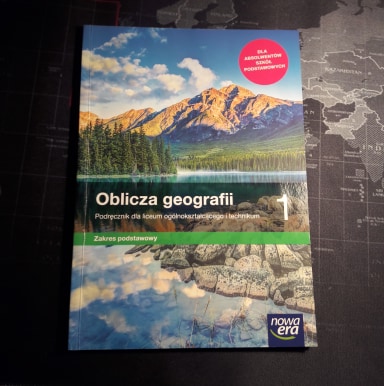 DLA
ABSOLWENTÓW
SZKÓŁ
PODSTAWOWYCH
Oblicza geografii 1
Podręcznik dla liceum ogólnokształcącego i technikum
Zakres podstawowy
nowa
era